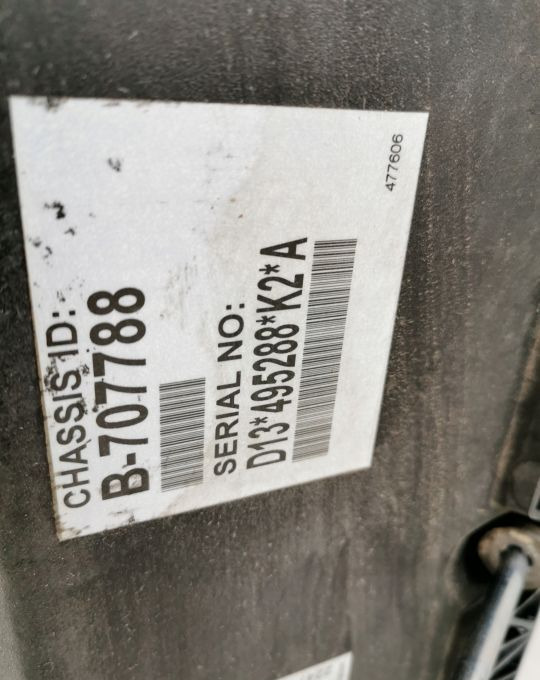 CHASSIS ID:
B-707788
SERIAL NO:
D13*495288*K2*A
477606